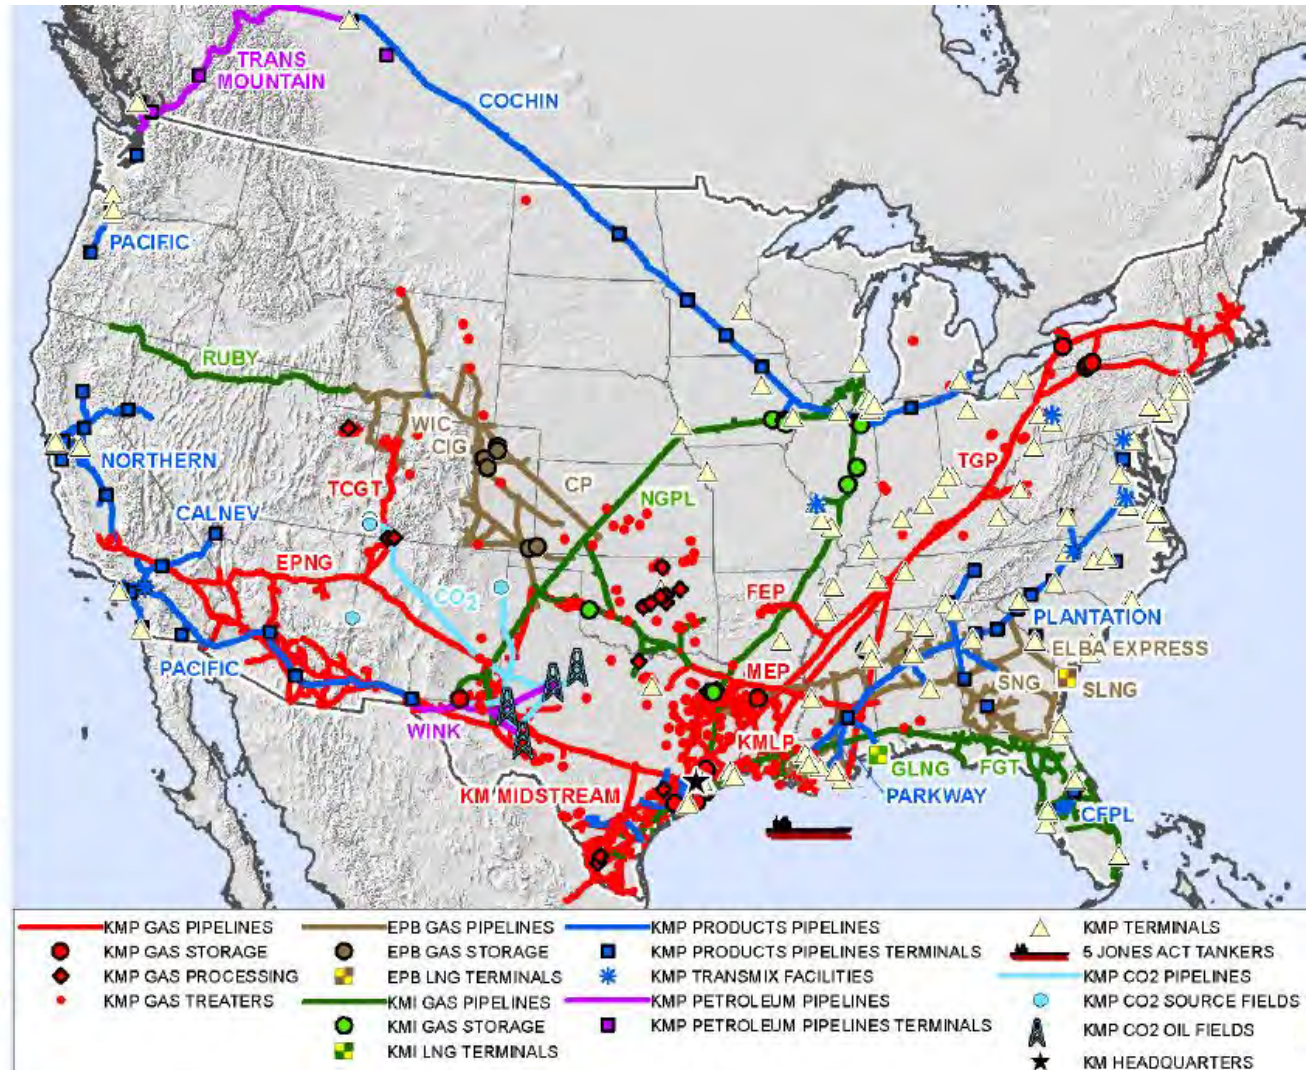 TRANS
MOUNTAIN
COCHIN
PACIFIC
RUBY
WIC
CIG
NORTHERN
TCGT
CP
NGPL
TGP
CALNEV
EPNG
CO2
FEP
PLANTATION
ELBA EXPRESS
PACIFIC
MEP
SNG
SLNG
WINK
KMLP
GLNG
FGT
KM MIDSTREAM
PARKWAY
CFPL
KMP GAS PIPELINES
KMP GAS STORAGE
KMP GAS PROCESSING
KMP GAS TREATERS
EPB GAS PIPELINES
EPB GAS STORAGE
EPB LNG TERMINALS
KMI GAS PIPELINES
KMI GAS STORAGE
KMI LNG TERMINALS
KMP PRODUCTS PIPELINES
KMP PRODUCTS PIPELINES TERMINALS
KMP TRANSMIX FACILITIES
KMP PETROLEUM PIPELINES
KMP PETROLEUM PIPELINES TERMINALS
KMP TERMINALS
5 JONES ACT TANKERS
KMP CO2 PIPELINES
KMP CO2 SOURCE FIELDS
KMP CO2 OIL FIELDS
KM HEADQUARTERS